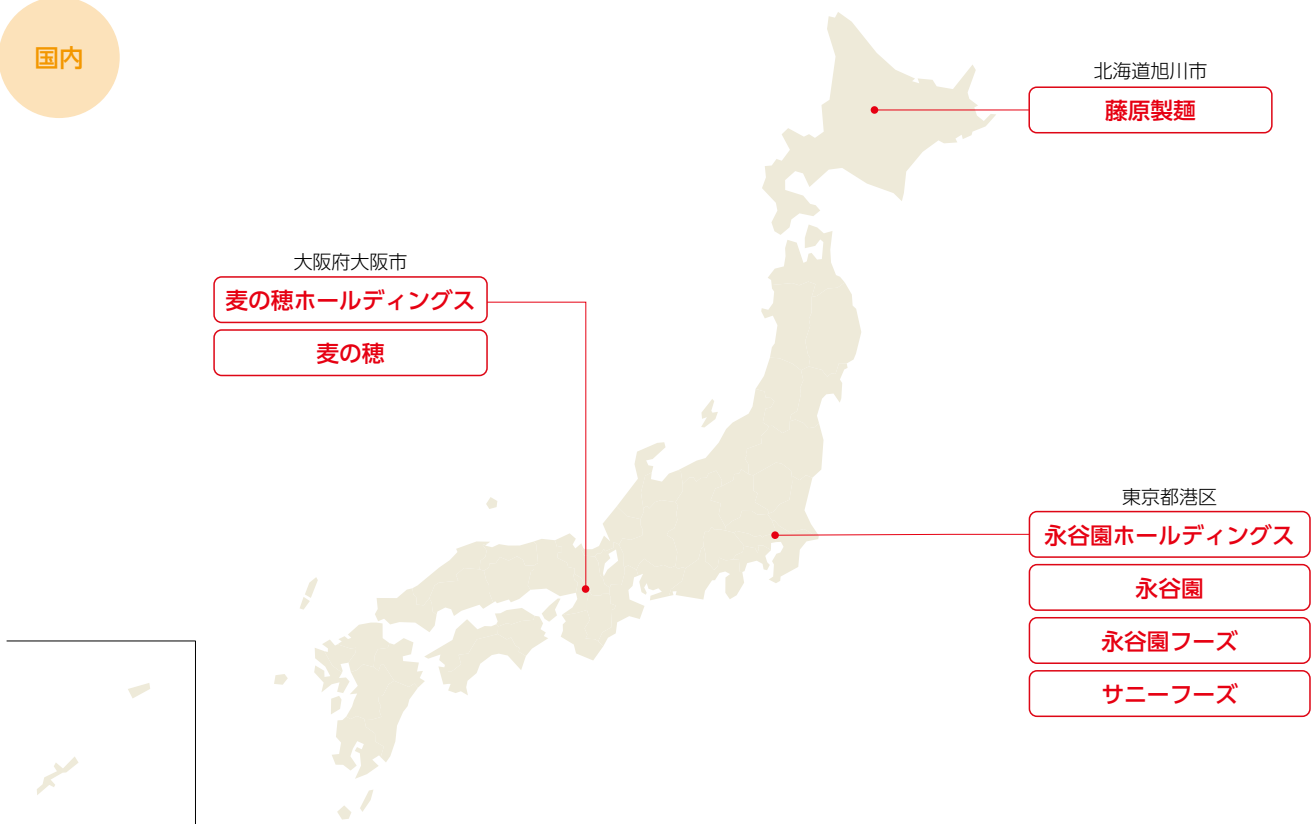 国内
北海道旭川市
藤原製麺
大阪府大阪市
麦の穂ホールディングス
麦の穂
東京都港区
永谷園ホールディングス
永谷園
永谷園フーズ
サニーフーズ